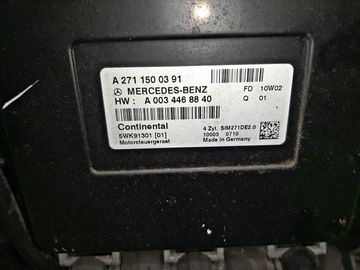 A 271 150 03 91
MERCEDES-BENZ FD 10W02
HW : A 003 446 88 40 Q 01
Continental 4 Zyl. SIM271DE2.0
5WK91301 [01] 10005 0710
Motorsteuergeraet Made in Germany